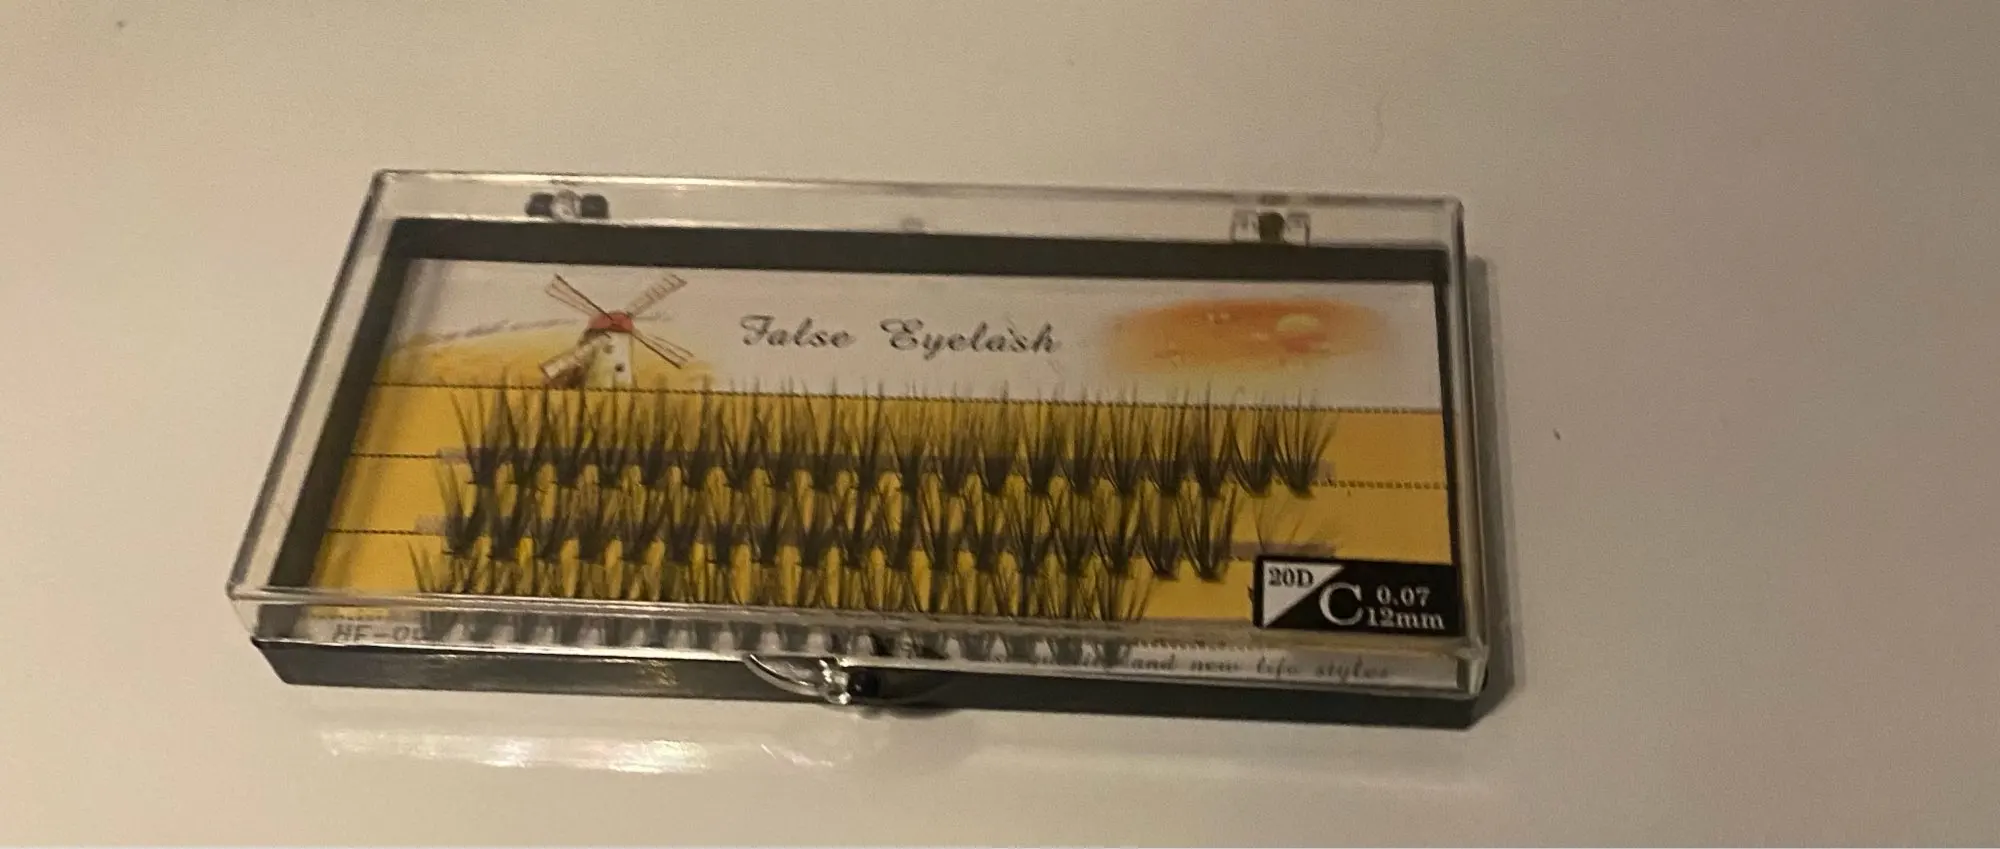 False Eyelash
20D
C 0.07
12mm
and new life styles